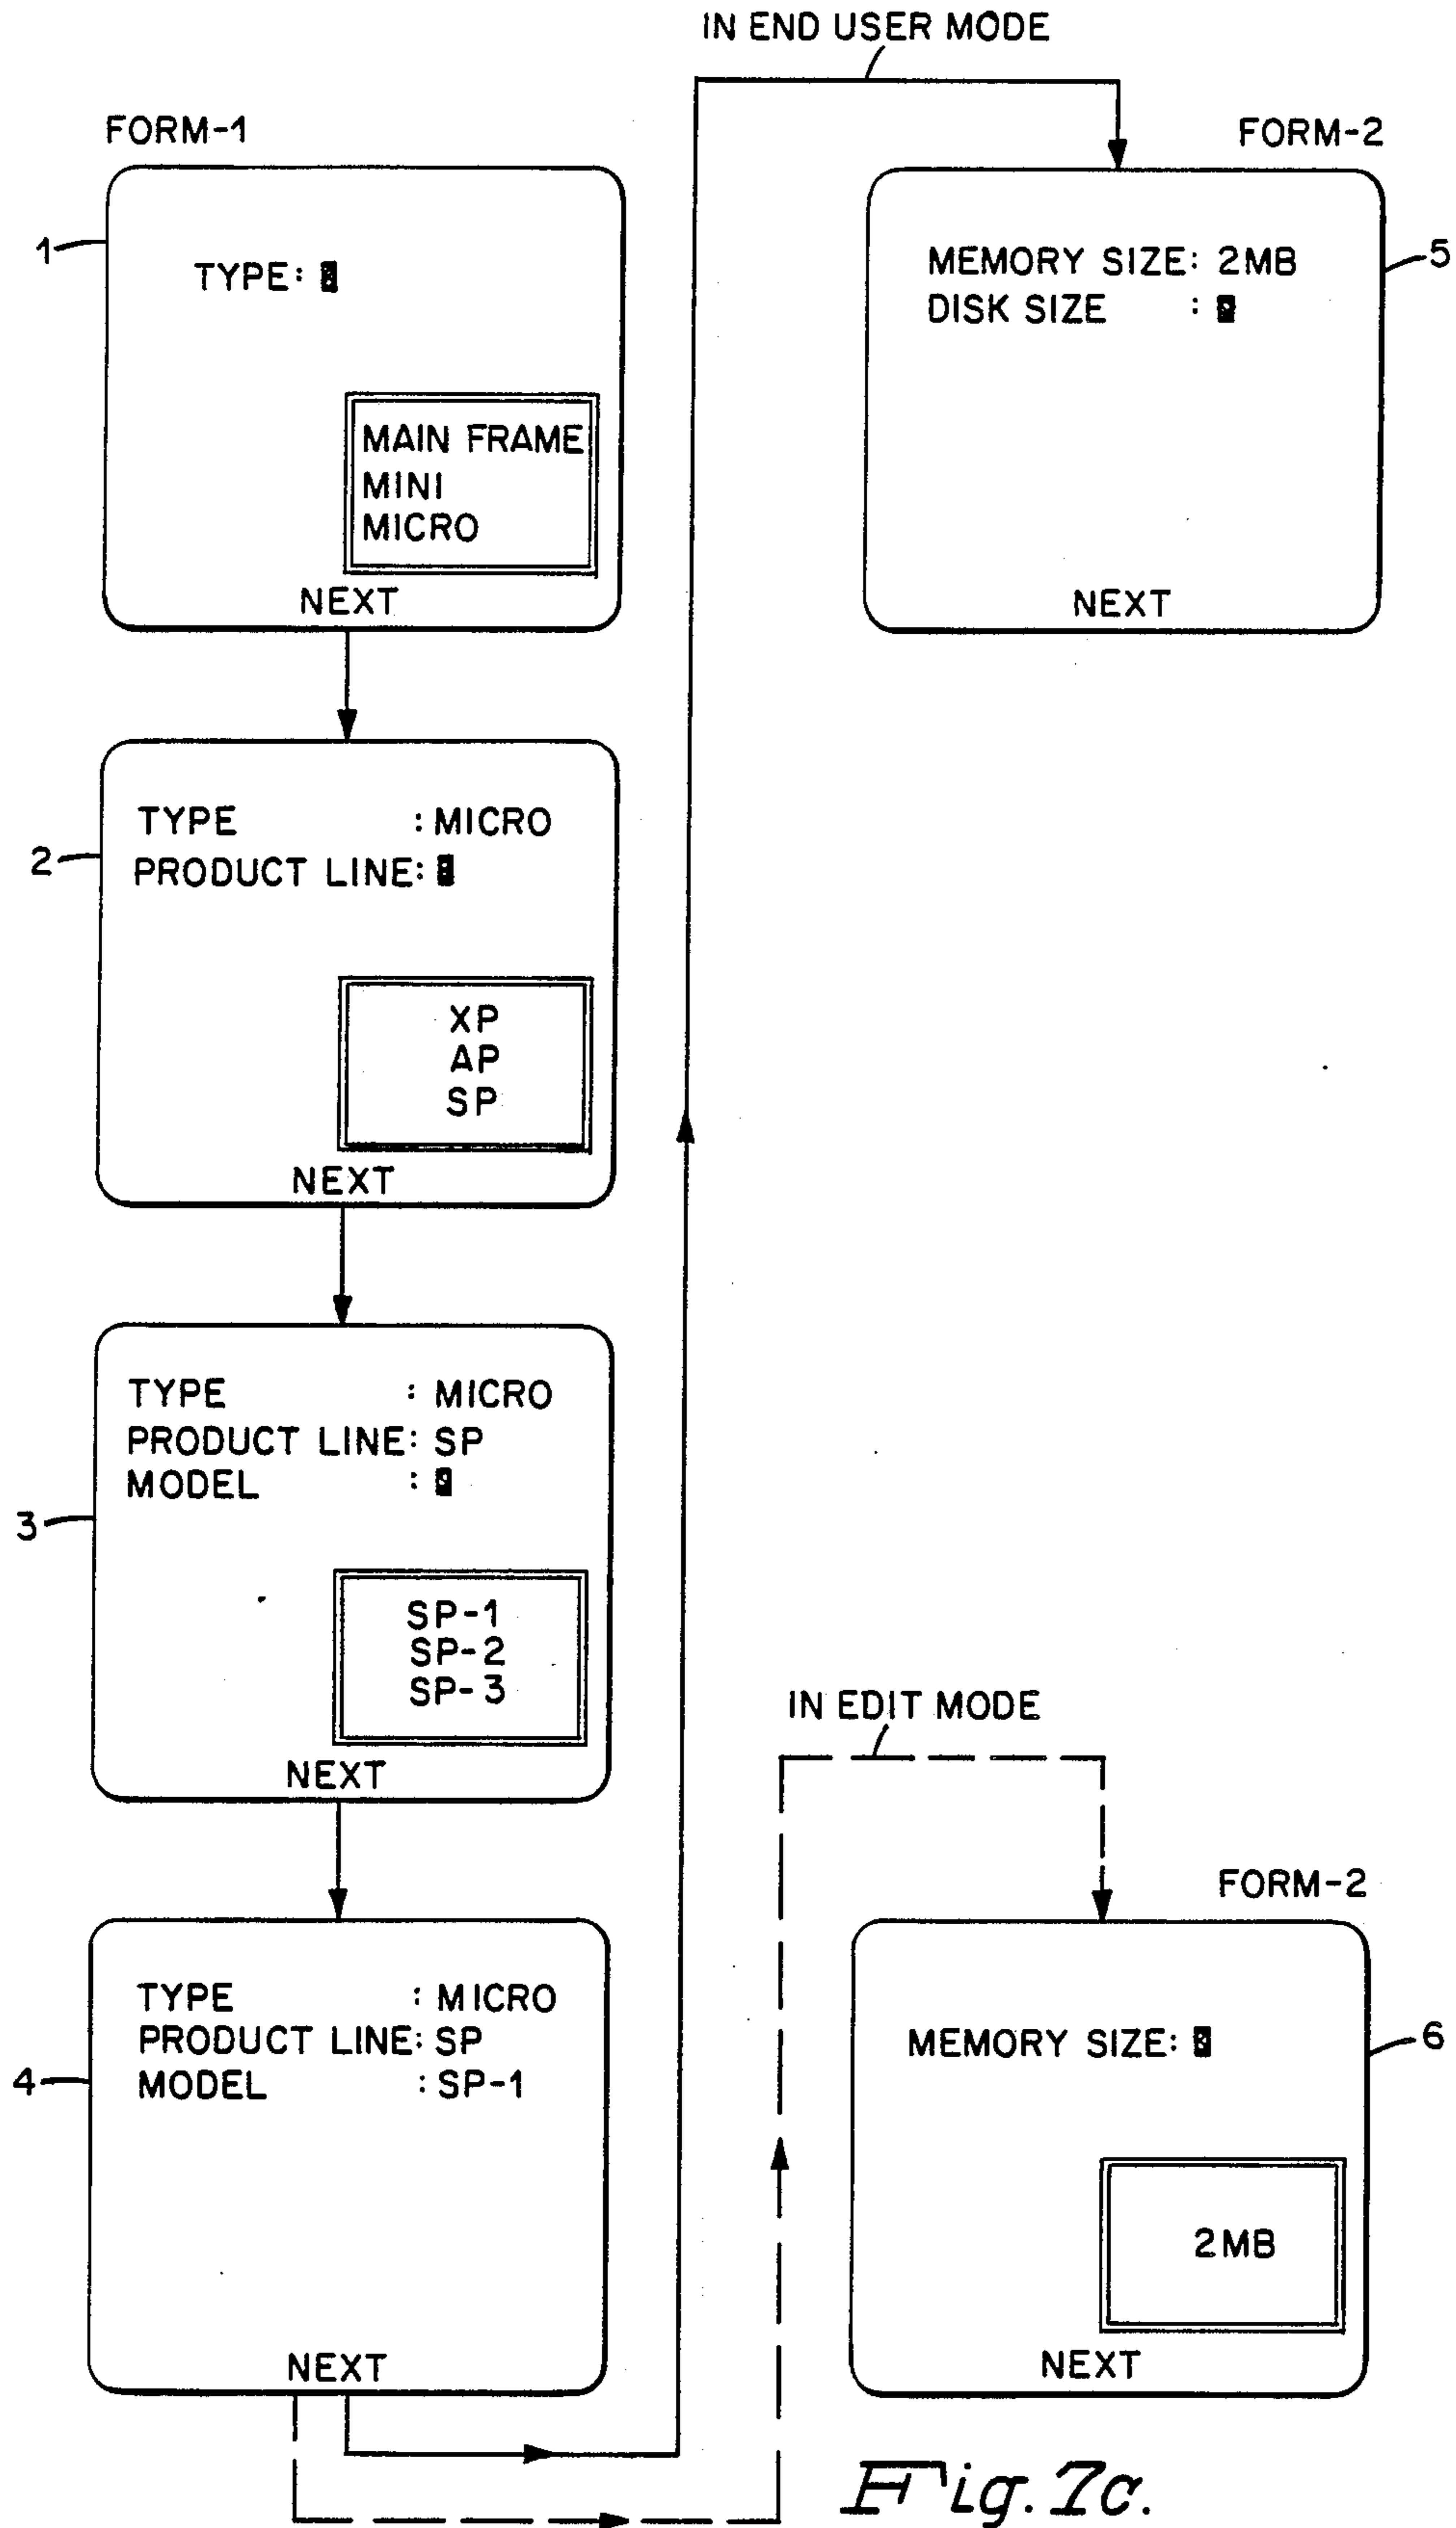 IN END USER MODE
FORM-1
1
TYPE:
MAIN FRAME
MINI
MICRO
NEXT
2
TYPE : MICRO
PRODUCT LINE:
XP
AP
SP
NEXT
3
TYPE : MICRO
PRODUCT LINE: SP
MODEL :
SP-1
SP-2
SP-3
NEXT
4
TYPE : MICRO
PRODUCT LINE: SP
MODEL : SP-1
NEXT
FORM-2
5
MEMORY SIZE: 2MB
DISK SIZE :
NEXT
IN EDIT MODE
FORM-2
6
MEMORY SIZE:
2MB
NEXT
Fig. 7c.